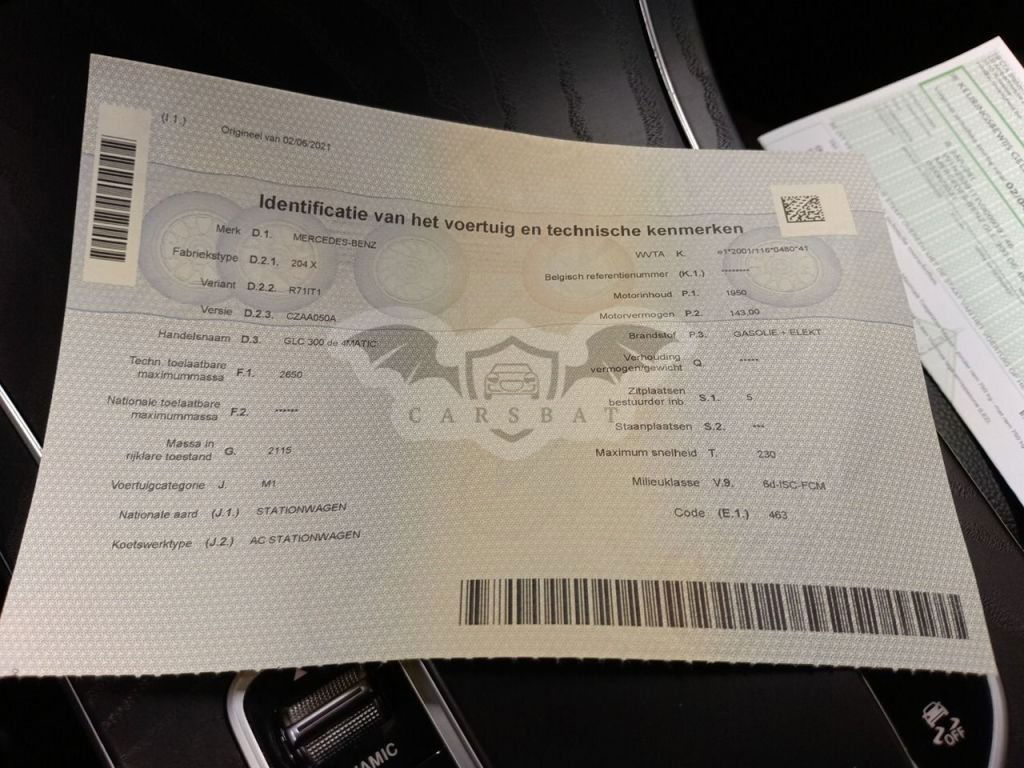 (I 1.)
Origineel van 02/06/2021
Identificatie van het voertuig en technische kenmerken
Merk D.1. MERCEDES-BENZ
Fabriekstype D.2.1. 204 X
Variant D.2.2. R71IT1
Versie D.2.3. CZAA050A
Handelsnaam D.3. GLC 300 de 4MATIC
Techn. toelaatbare
maximummassa F.1. 2650
Nationale toelaatbare
maximummassa F.2. ------
Massa in
rijklare toestand G. 2115
Voertuigcategorie J. M1
Nationale aard (J.1.) STATIONWAGEN
Koetswerktype (J.2.) AC STATIONWAGEN
WVTA K. e1*2001/116*0480*41
Belgisch referentienummer (K.1.) --------
Motorinhoud P.1. 1950
Motorvermogen P.2. 143,00
Brandstof P.3. GASOLIE + ELEKT
Verhouding
vermogen/gewicht Q. -----
Zitplaatsen
bestuurder inb. S.1. 5
Staanplaatsen S.2. ---
Maximum snelheid T. 230
Milieuklasse V.9. 6d-ISC-FCM
Code (E.1.) 463
CARSBAT
KEURINGSBEWIJS
AMIC
OFF